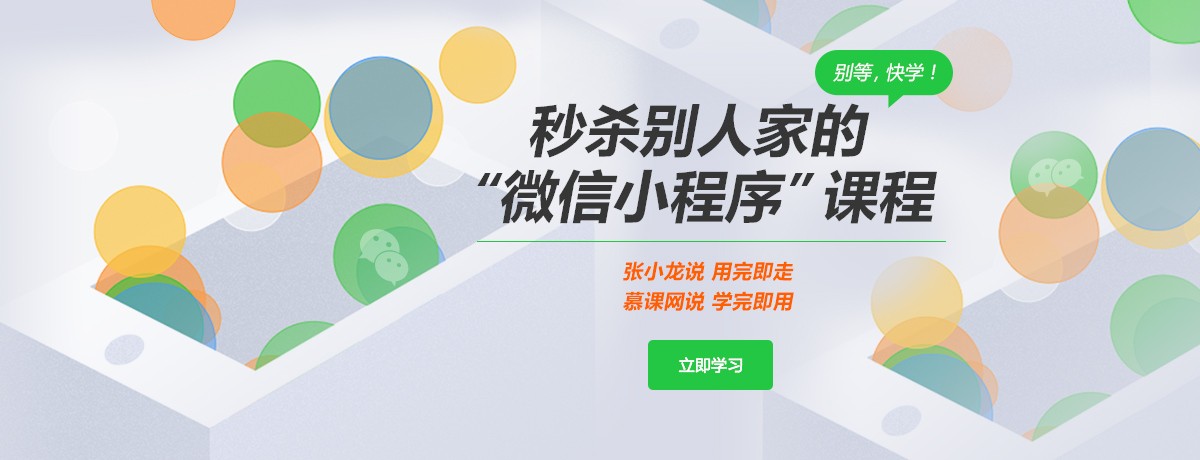 别等，快学！
秒杀别人家的
“微信小程序”课程
张小龙说 用完即走
慕课网说 学完即用
立即学习